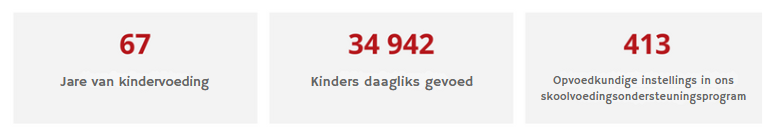 67
Jare van kindervoeding
34 942
Kinders daagliks gevoed
413
Opvoedkundige instellings in ons
skoolvoedingsondersteuningsprogram